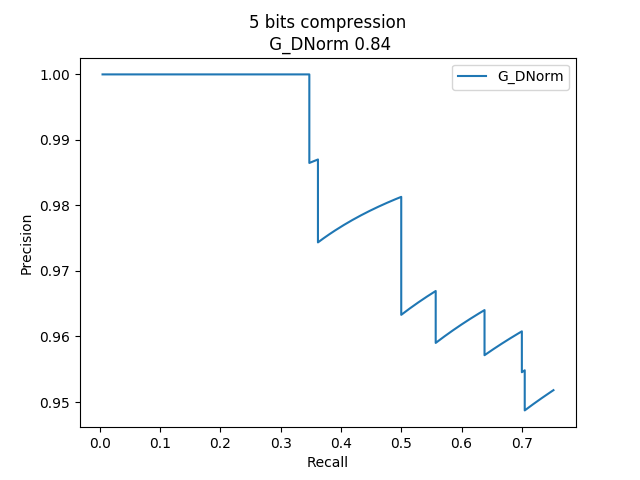 5 bits compression
G_DNorm 0.84
G_DNorm
1.00
0.99
0.98
0.97
0.96
0.95
Precision
0.0 0.1 0.2 0.3 0.4 0.5 0.6 0.7
Recall